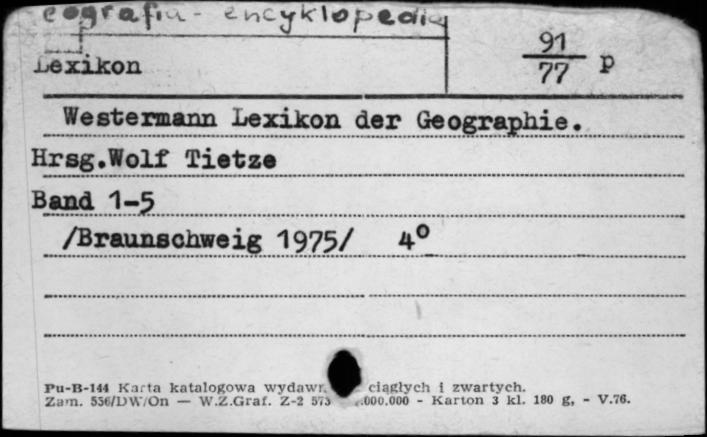 eografia - encyklopedia
Lexikon
91
77 p
Westermann Lexikon der Geographie.
Hrsg.Wolf Tietze
Band 1-5
/Braunschweig 1975/ 4°
Pu-B-144 Karta katalogowa wydawn. ciągłych i zwartych.
Zam. 556/DW/On — W.Z.Graf. Z-2 573 .000.000 - Karton 3 kl. 180 g, - V.76.